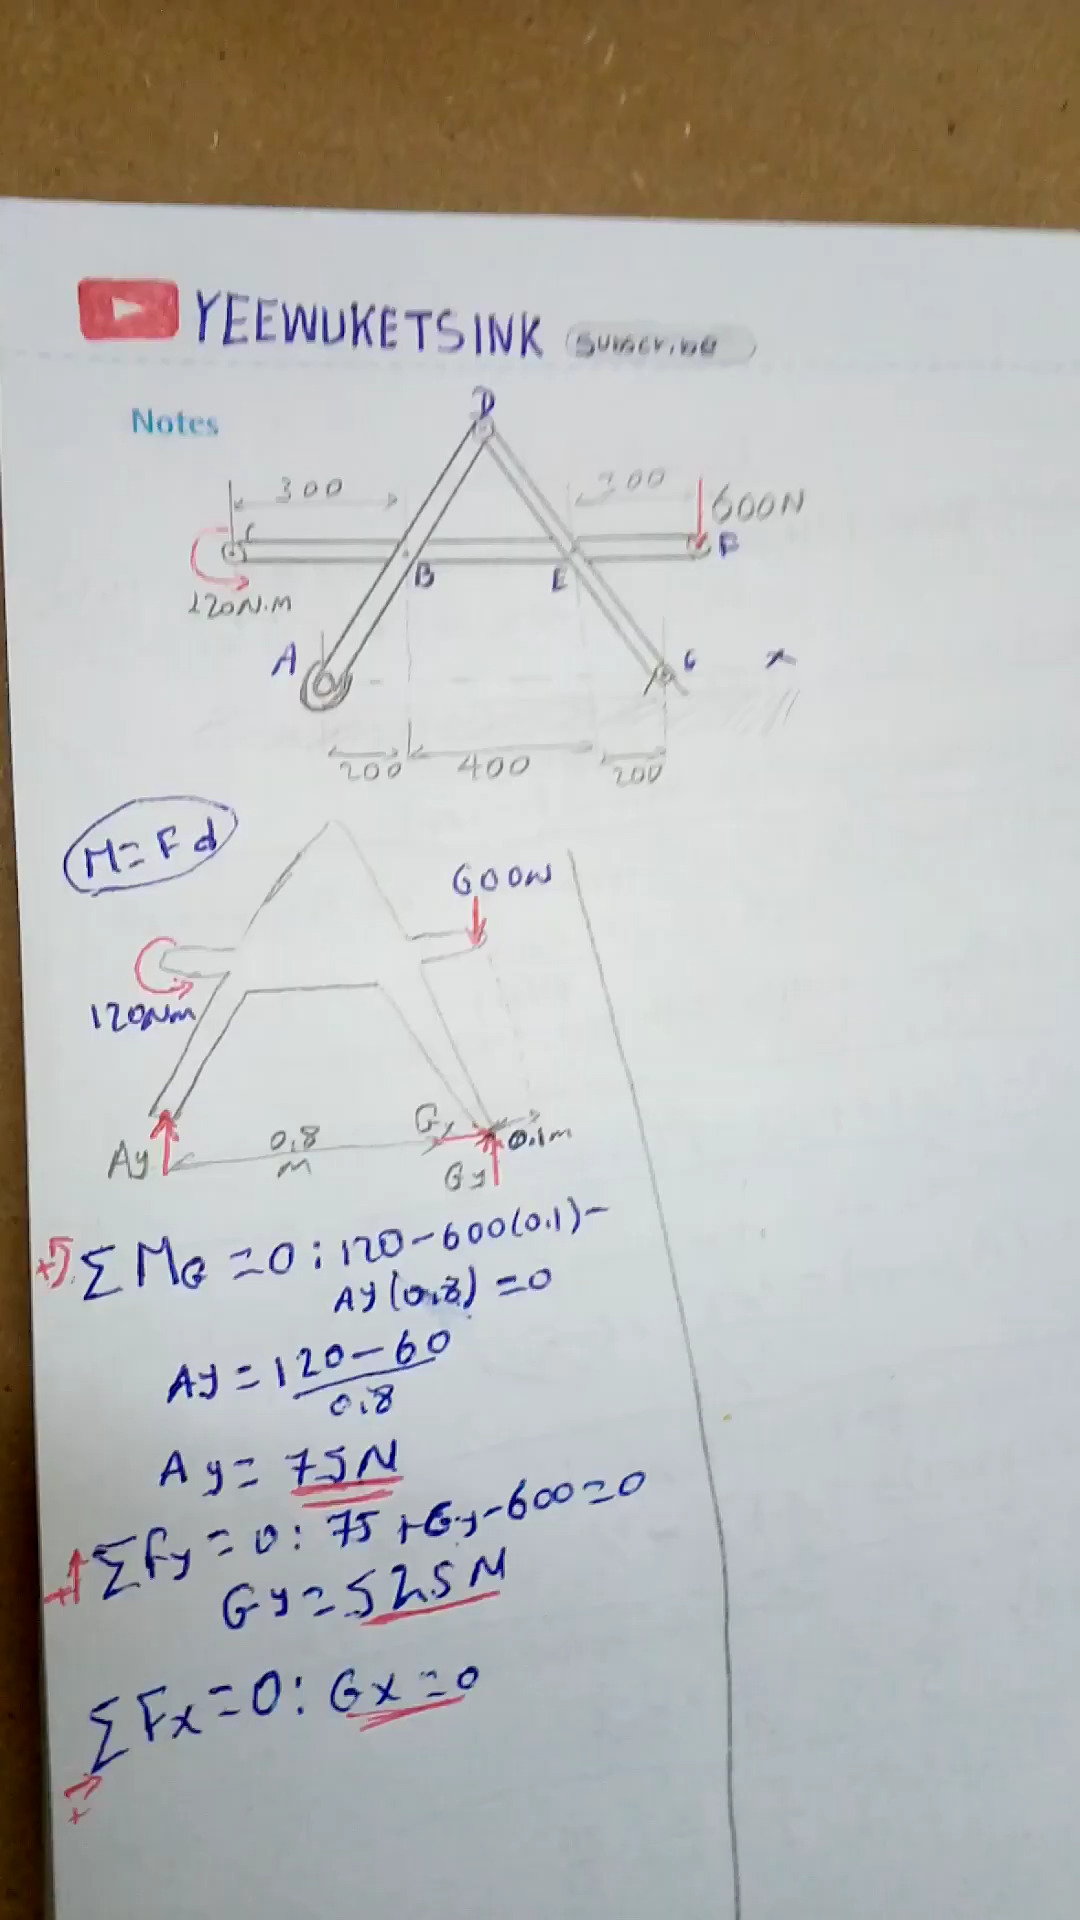 YEEWUKETSINK Subscribe
Notes
D
300
300
600N
C
F
B
E
120N.m
A
G
x
200
400
200
M=Fd
600N
120Nm
Ay
0,8
m
G
0.1m
Gy
+ ΣMG =0:120-600(0.1)-
Ay(0.8)=0
Ay=120-60
0.8
Ay= 75N
+ ΣFy=0: 75+Gy-600=0
Gy=525N
ΣFx=0: Gx=0
+